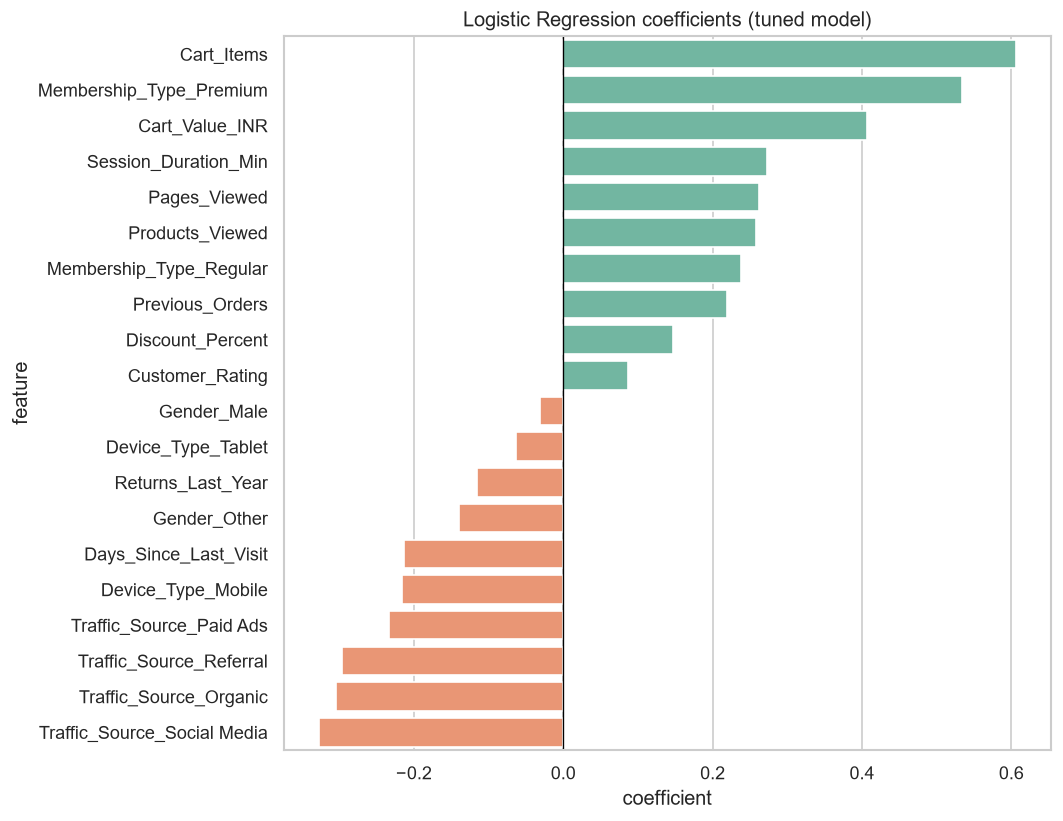 Logistic Regression coefficients (tuned model)
Cart_Items
Membership_Type_Premium
Cart_Value_INR
Session_Duration_Min
Pages_Viewed
Products_Viewed
Membership_Type_Regular
Previous_Orders
Discount_Percent
Customer_Rating
Gender_Male
Device_Type_Tablet
Returns_Last_Year
Gender_Other
Days_Since_Last_Visit
Device_Type_Mobile
Traffic_Source_Paid Ads
Traffic_Source_Referral
Traffic_Source_Organic
Traffic_Source_Social Media
feature
−0.2 0.0 0.2 0.4 0.6
coefficient